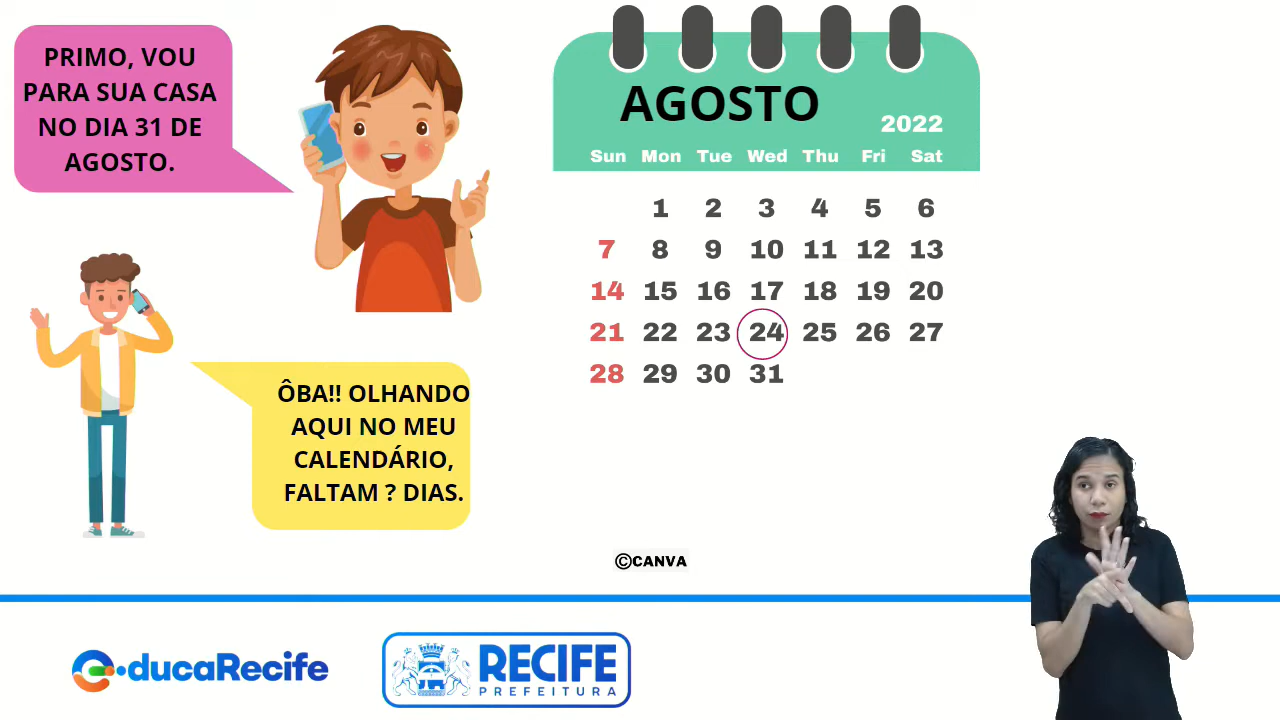 PRIMO, VOU
PARA SUA CASA
NO DIA 31 DE
AGOSTO.
ÔBA!! OLHANDO
AQUI NO MEU
CALENDÁRIO,
FALTAM ? DIAS.
AGOSTO
2022
Sun Mon Tue Wed Thu Fri Sat
1 2 3 4 5 6
7 8 9 10 11 12 13
14 15 16 17 18 19 20
21 22 23 24 25 26 27
28 29 30 31
©CANVA
educaRecife
RECIFE
PREFEITURA